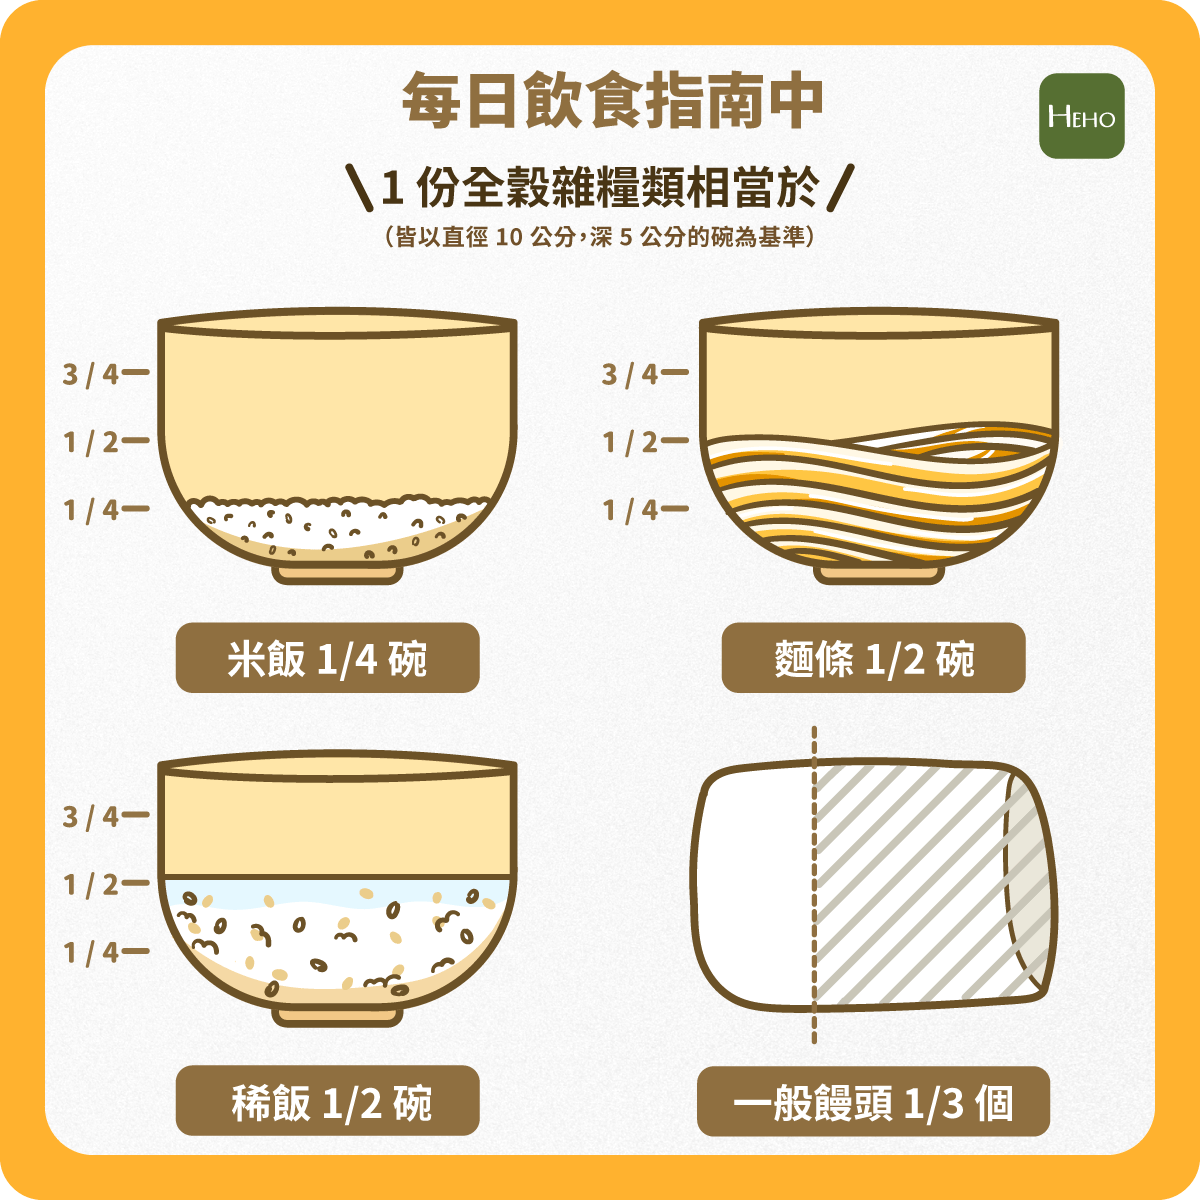 每日飲食指南中
HEHO
1 份全穀雜糧類相當於
（皆以直徑 10 公分，深 5 公分的碗為基準）
3 / 4
1 / 2
1 / 4
米飯 1/4 碗
3 / 4
1 / 2
1 / 4
麵條 1/2 碗
3 / 4
1 / 2
1 / 4
稀飯 1/2 碗
一般饅頭 1/3 個